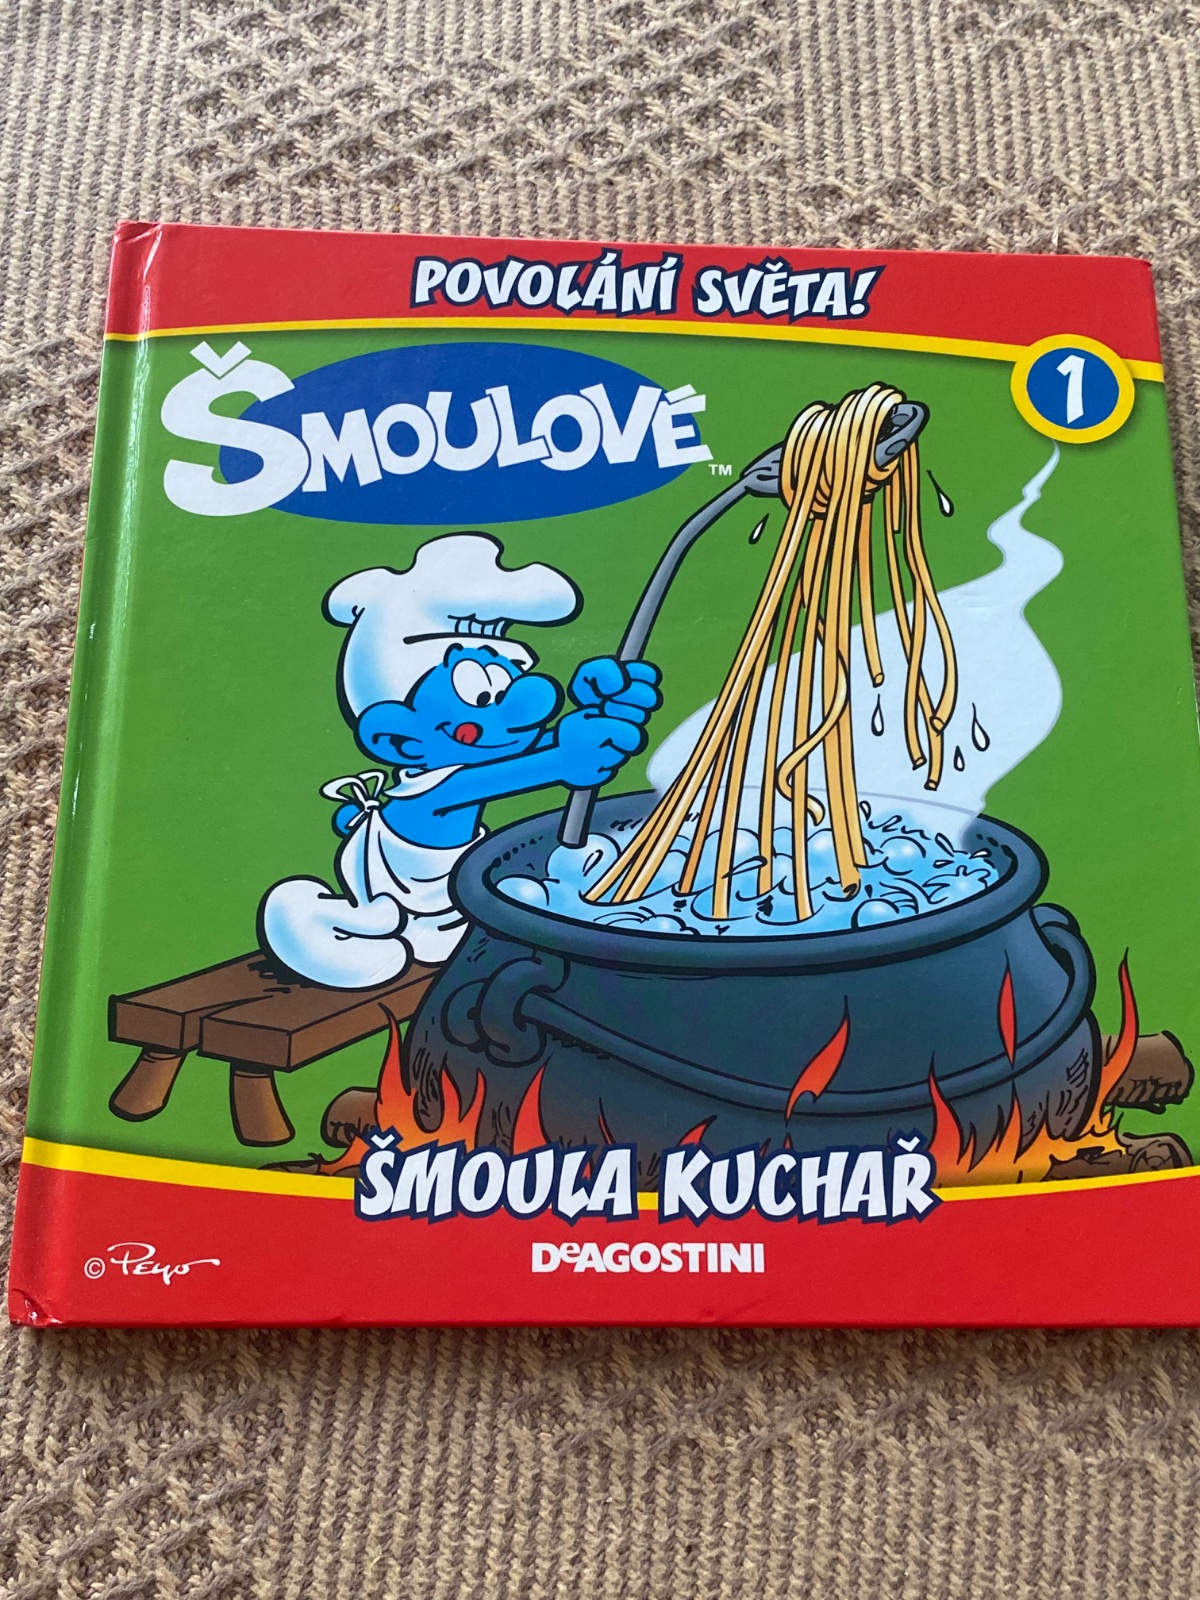 POVOLÁNÍ SVĚTA!
1
ŠMOULOVÉ™
ŠMOULA KUCHAŘ
DeAGOSTINI
© Peyo